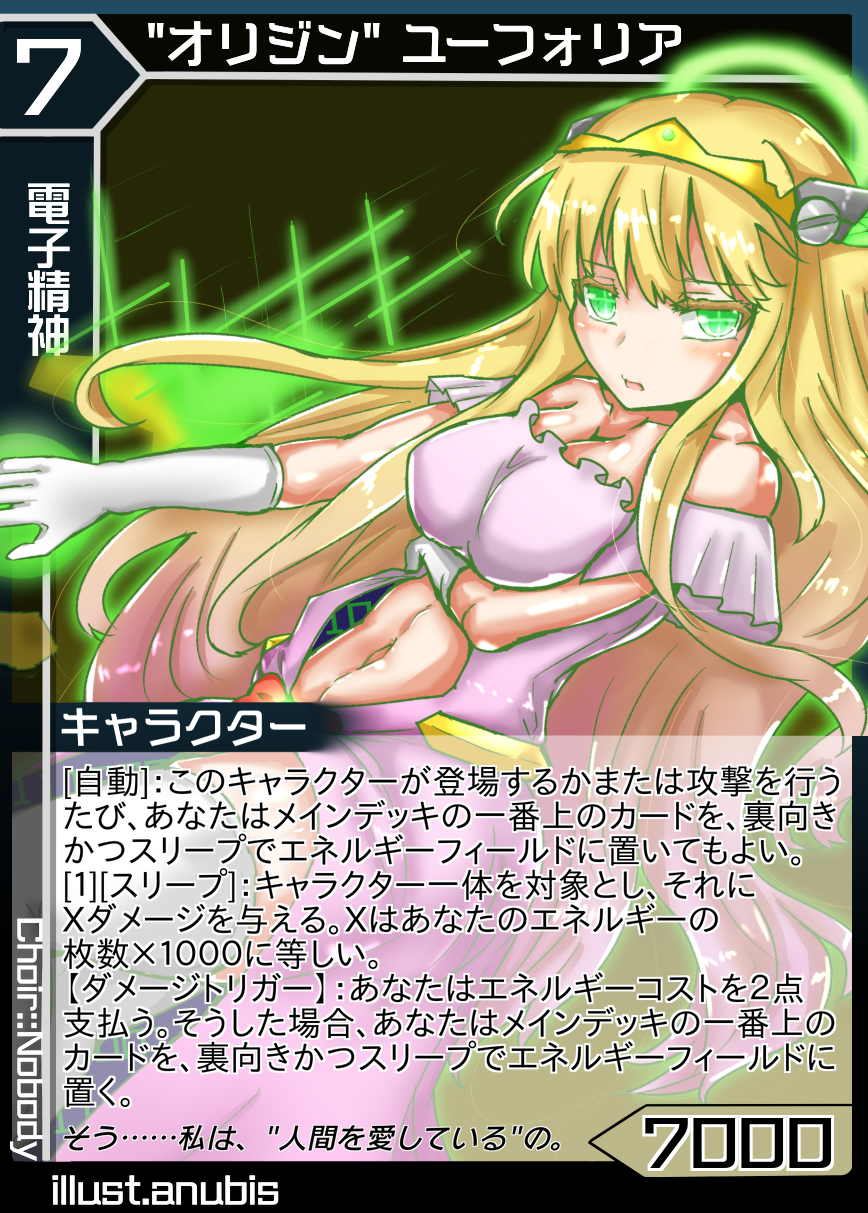 7
"オリジン" ユーフォリア
電子精神
キャラクター
[自動]:このキャラクターが登場するかまたは攻撃を行う
たび、あなたはメインデッキの一番上のカードを、裏向き
かつスリープでエネルギーフィールドに置いてもよい。
[1][スリープ]:キャラクター一体を対象とし、それに
Xダメージを与える。Xはあなたのエネルギーの
枚数×1000に等しい。
【ダメージトリガー】:あなたはエネルギーコストを2点
支払う。そうした場合、あなたはメインデッキの一番上の
カードを、裏向きかつスリープでエネルギーフィールドに
置く。
そう……私は、"人間を愛している"の。
7000
Choir::Nobody
illust.anubis